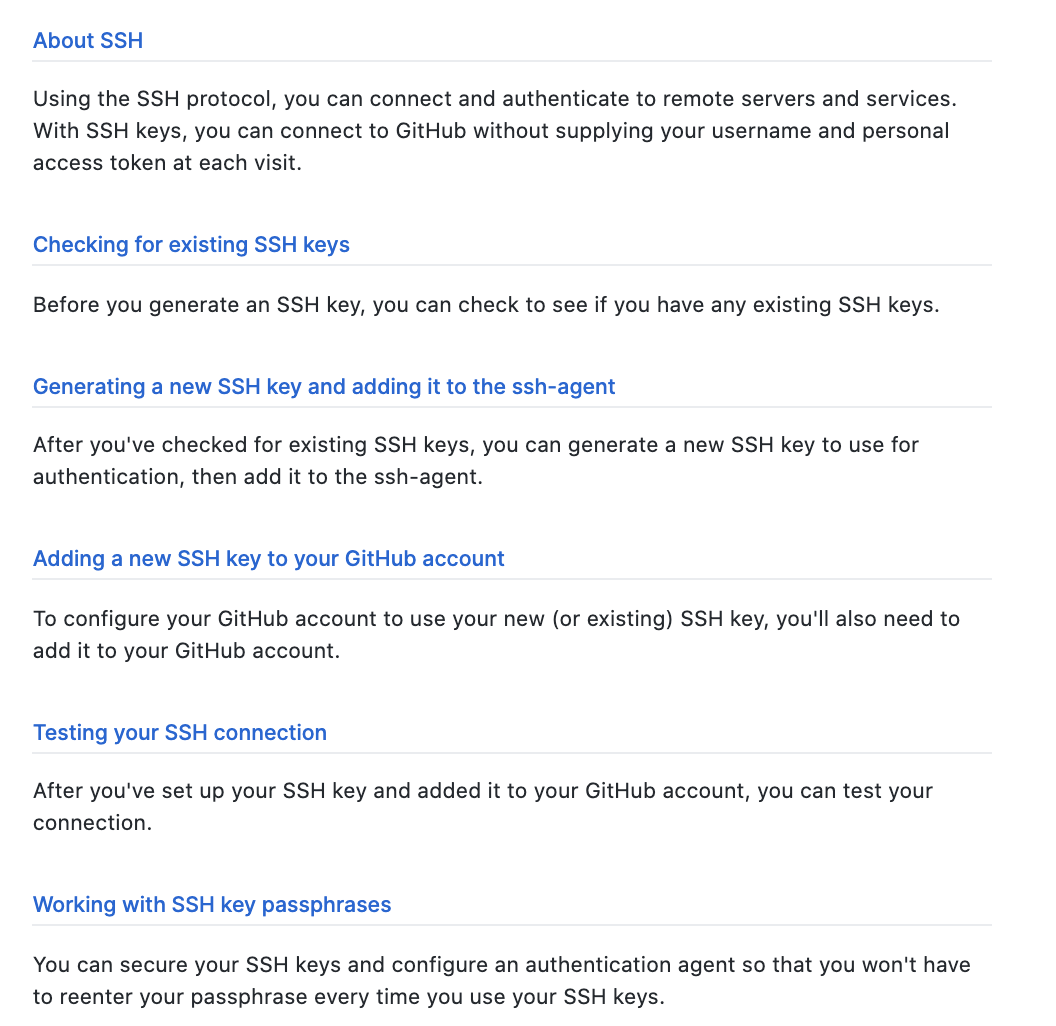 About SSH
Using the SSH protocol, you can connect and authenticate to remote servers and services.
With SSH keys, you can connect to GitHub without supplying your username and personal
access token at each visit.
Checking for existing SSH keys
Before you generate an SSH key, you can check to see if you have any existing SSH keys.
Generating a new SSH key and adding it to the ssh-agent
After you've checked for existing SSH keys, you can generate a new SSH key to use for
authentication, then add it to the ssh-agent.
Adding a new SSH key to your GitHub account
To configure your GitHub account to use your new (or existing) SSH key, you'll also need to
add it to your GitHub account.
Testing your SSH connection
After you've set up your SSH key and added it to your GitHub account, you can test your
connection.
Working with SSH key passphrases
You can secure your SSH keys and configure an authentication agent so that you won't have
to reenter your passphrase every time you use your SSH keys.